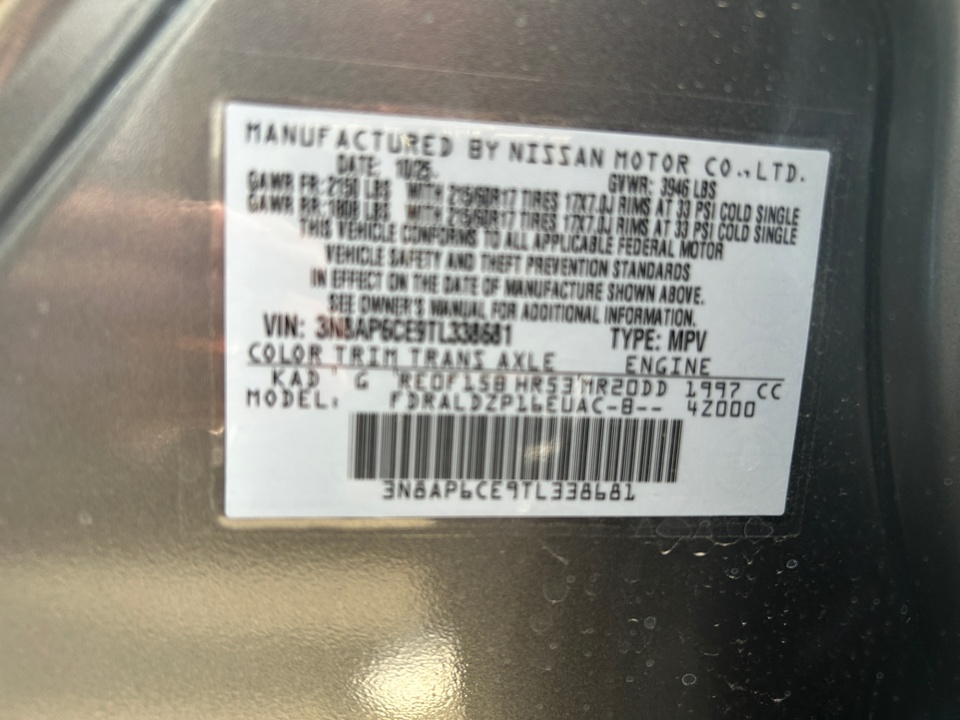 MANUFACTURED BY NISSAN MOTOR CO.,LTD.
DATE: 10/25. GVWR: 3946 LBS
GAWR FR: 2150 LBS WITH 215/60R17 TIRES 17X7.0J RIMS AT 33 PSI COLD SINGLE
GAWR RR: 1808 LBS WITH 215/60R17 TIRES 17X7.0J RIMS AT 33 PSI COLD SINGLE
THIS VEHICLE CONFORMS TO ALL APPLICABLE FEDERAL MOTOR
VEHICLE SAFETY AND THEFT PREVENTION STANDARDS
IN EFFECT ON THE DATE OF MANUFACTURE SHOWN ABOVE.
SEE OWNER'S MANUAL FOR ADDITIONAL INFORMATION.
VIN: 3N8AP6CE9TL338681 TYPE: MPV
COLOR TRIM TRANS AXLE ENGINE
KAD G RE0F15B HR53 MR20DD 1997 CC
MODEL: FDRALDZP16EUAC-B-- 4Z000
3N8AP6CE9TL338681